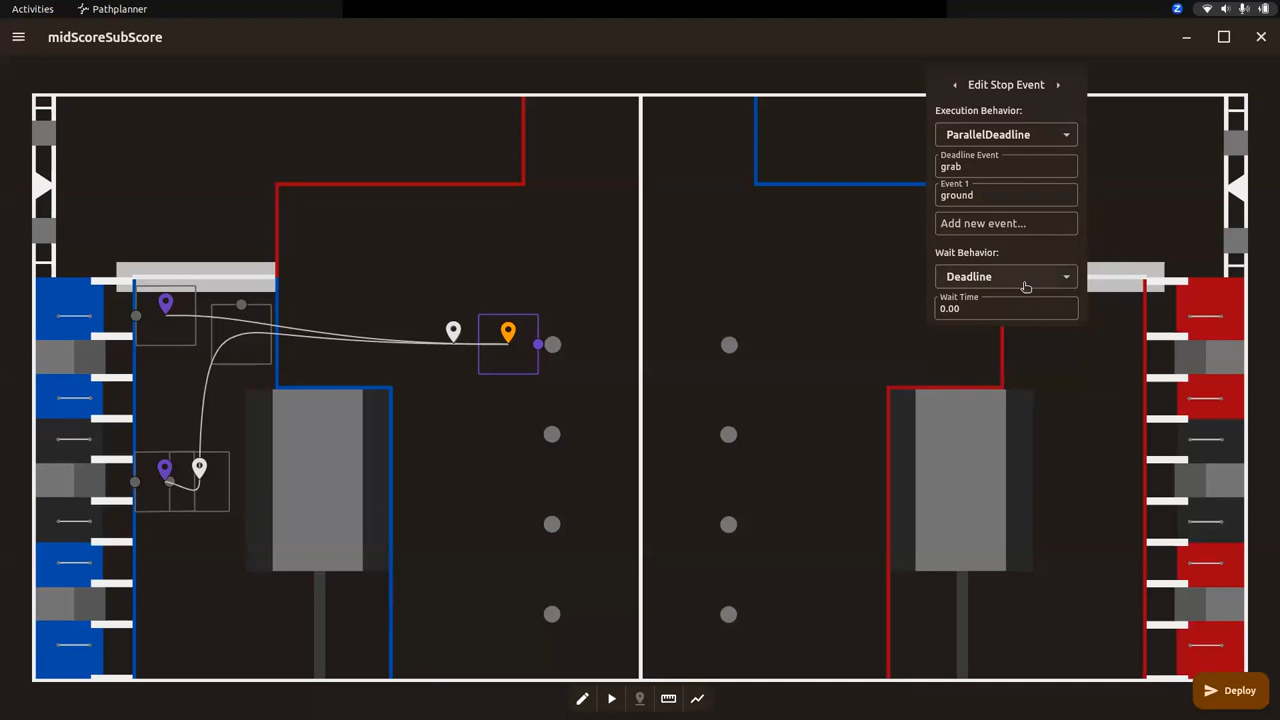 Activities
Pathplanner
Z
midScoreSubScore
Edit Stop Event
Execution Behavior:
ParallelDeadline
Deadline Event
grab
Event 1
ground
Add new event...
Wait Behavior:
Deadline
Wait Time
0.00
Deploy